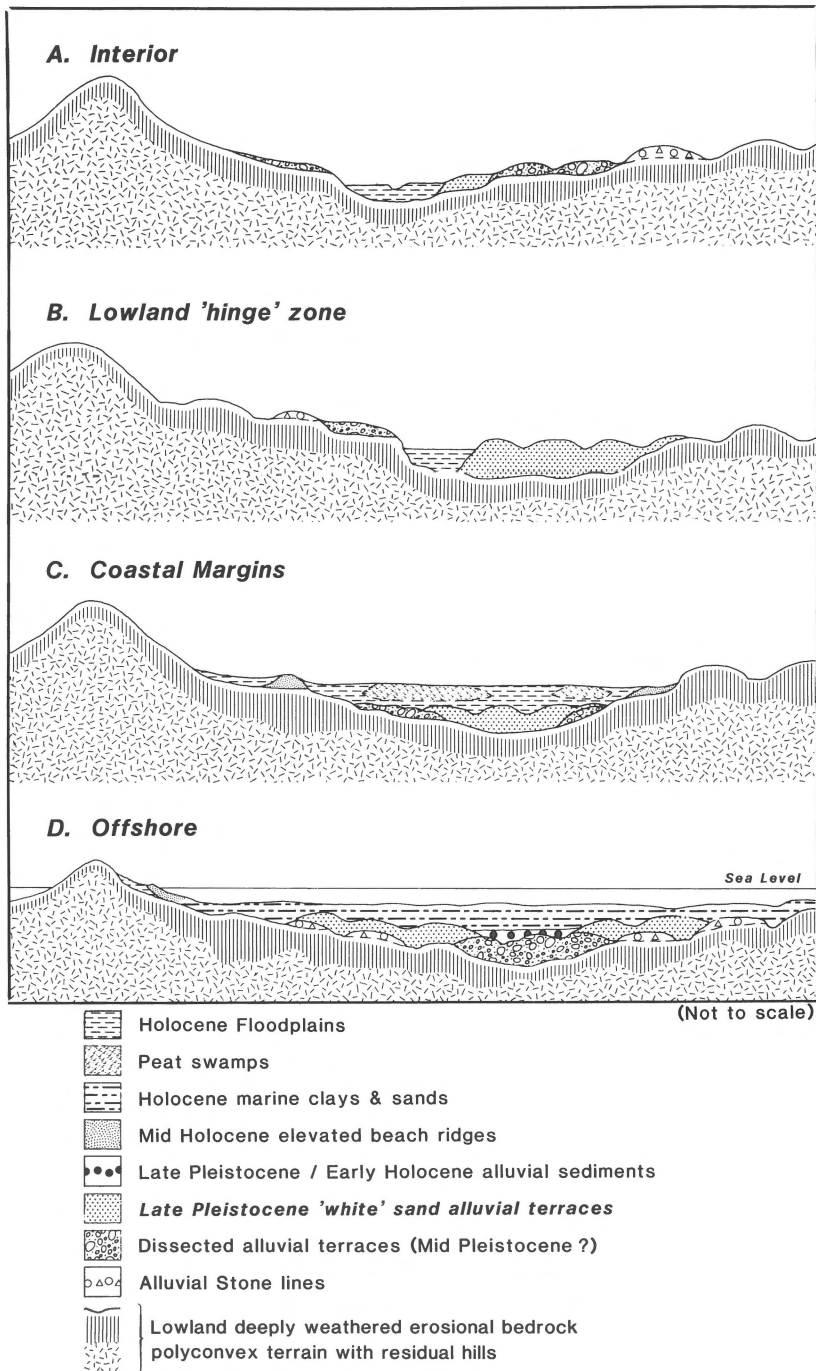 A. Interior
B. Lowland 'hinge' zone
C. Coastal Margins
D. Offshore
Sea Level
(Not to scale)
Holocene Floodplains
Peat swamps
Holocene marine clays & sands
Mid Holocene elevated beach ridges
Late Pleistocene / Early Holocene alluvial sediments
Late Pleistocene 'white' sand alluvial terraces
Dissected alluvial terraces (Mid Pleistocene ?)
Alluvial Stone lines
Lowland deeply weathered erosional bedrock
polyconvex terrain with residual hills